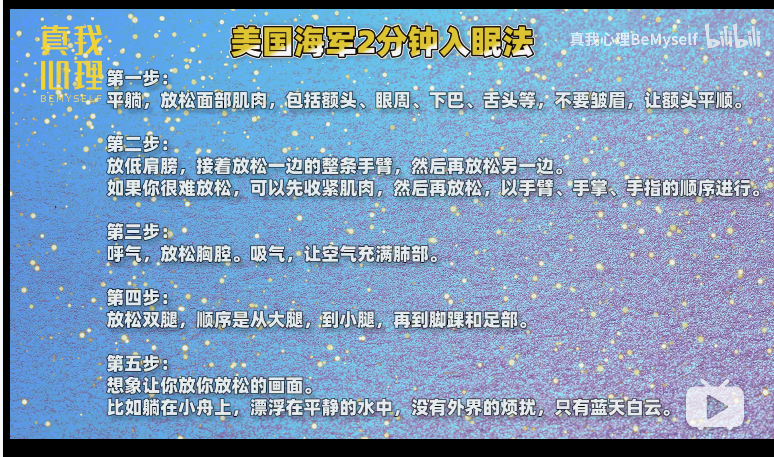 真我
心理
BEMYSELF
美国海军2分钟入眠法
真我心理BeMyself bilibili
第一步：
平躺，放松面部肌肉，包括额头、眼周、下巴、舌头等，不要皱眉，让额头平顺。
第二步：
放低肩膀，接着放松一边的整条手臂，然后再放松另一边。
如果你很难放松，可以先收紧肌肉，然后再放松，以手臂、手掌、手指的顺序进行。
第三步：
呼气，放松胸腔。吸气，让空气充满肺部。
第四步：
放松双腿，顺序是从大腿，到小腿，再到脚踝和足部。
第五步：
想象让你放你放松的画面。
比如躺在小舟上，漂浮在平静的水中，没有外界的烦扰，只有蓝天白云。